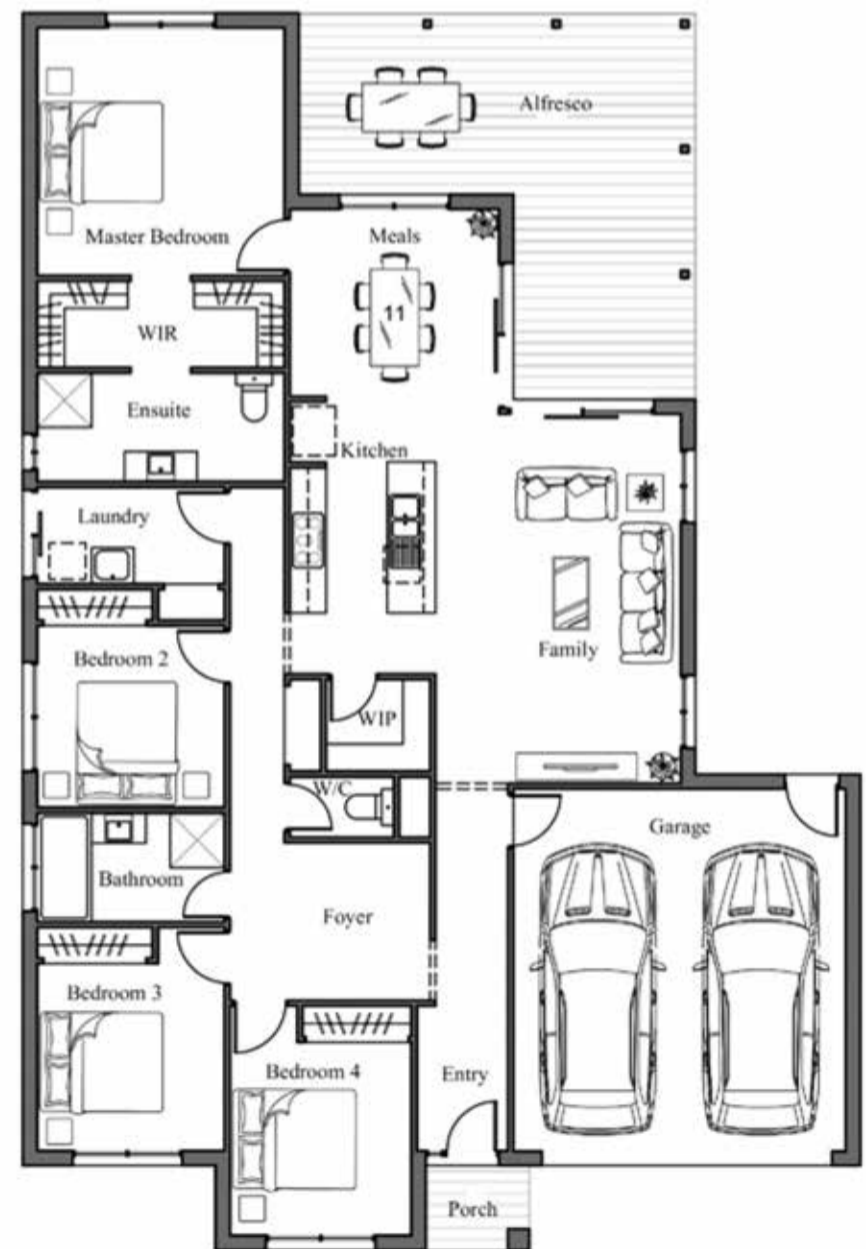 Alfresco
Master Bedroom
Meals
11
WIR
Ensuite
Kitchen
Laundry
Bedroom 2
Family
WIP
W/C
Garage
Bathroom
Foyer
Bedroom 3
Bedroom 4
Entry
Porch